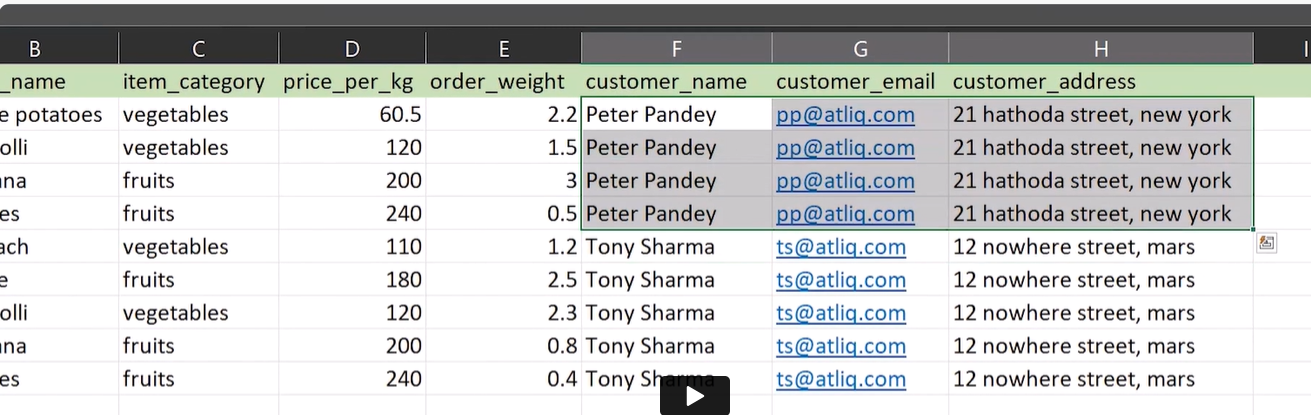 B C D E F G H I
_name item_category price_per_kg order_weight customer_name customer_email customer_address
e potatoes vegetables 60.5 2.2 Peter Pandey pp@atliq.com 21 hathoda street, new york
olli vegetables 120 1.5 Peter Pandey pp@atliq.com 21 hathoda street, new york
ana fruits 200 3 Peter Pandey pp@atliq.com 21 hathoda street, new york
es fruits 240 0.5 Peter Pandey pp@atliq.com 21 hathoda street, new york
ach vegetables 110 1.2 Tony Sharma ts@atliq.com 12 nowhere street, mars
e fruits 180 2.5 Tony Sharma ts@atliq.com 12 nowhere street, mars
olli vegetables 120 2.3 Tony Sharma ts@atliq.com 12 nowhere street, mars
ana fruits 200 0.8 Tony Sharma ts@atliq.com 12 nowhere street, mars
es fruits 240 0.4 Tony Sharma ts@atliq.com 12 nowhere street, mars